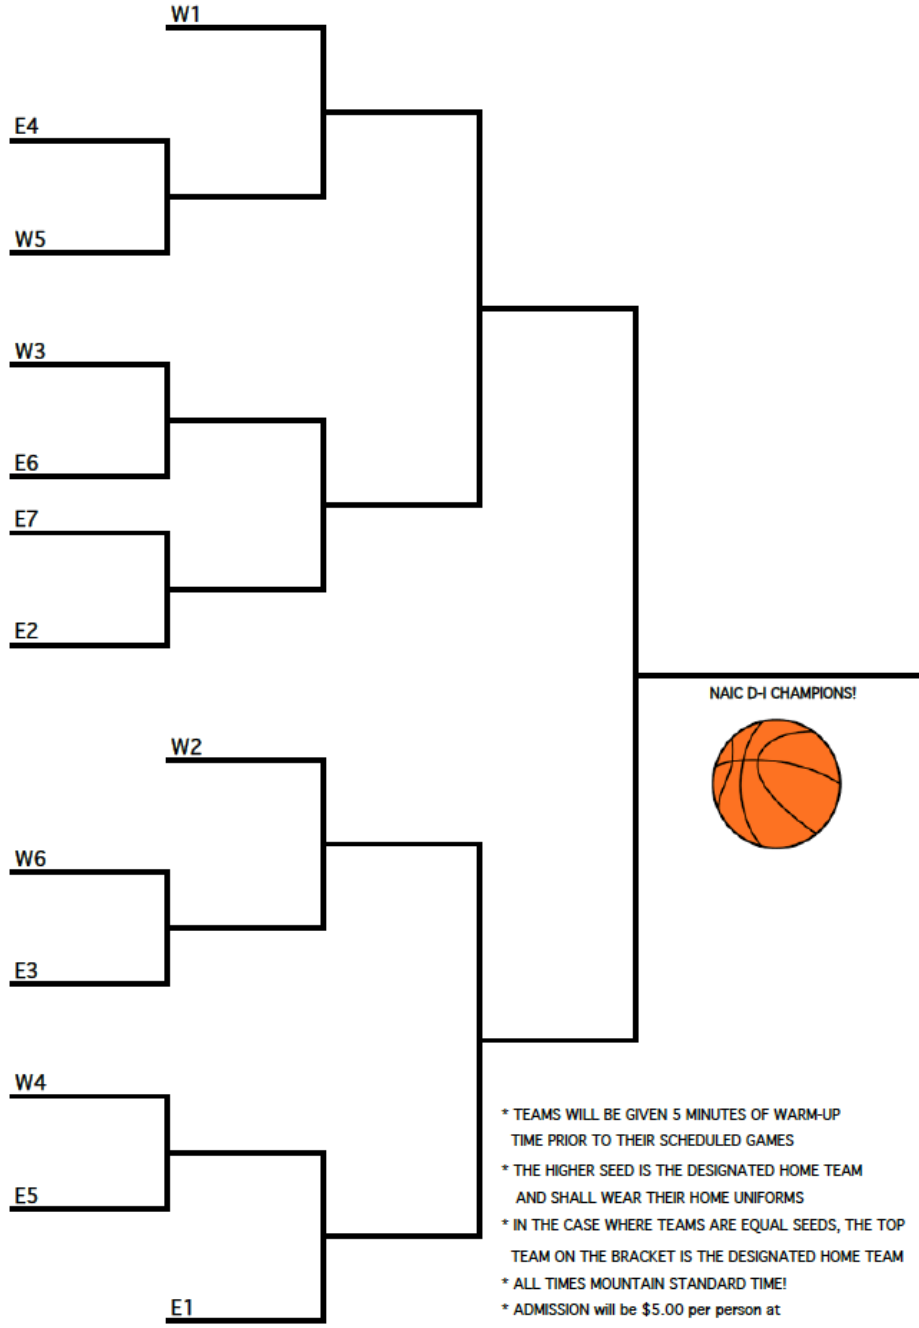 W1
E4
W5
W3
E6
E7
E2
NAIC D-I CHAMPIONS!
W2
W6
E3
W4
E5
E1
* TEAMS WILL BE GIVEN 5 MINUTES OF WARM-UP
TIME PRIOR TO THEIR SCHEDULED GAMES
* THE HIGHER SEED IS THE DESIGNATED HOME TEAM
AND SHALL WEAR THEIR HOME UNIFORMS
* IN THE CASE WHERE TEAMS ARE EQUAL SEEDS, THE TOP
TEAM ON THE BRACKET IS THE DESIGNATED HOME TEAM
* ALL TIMES MOUNTAIN STANDARD TIME!
* ADMISSION will be $5.00 per person at